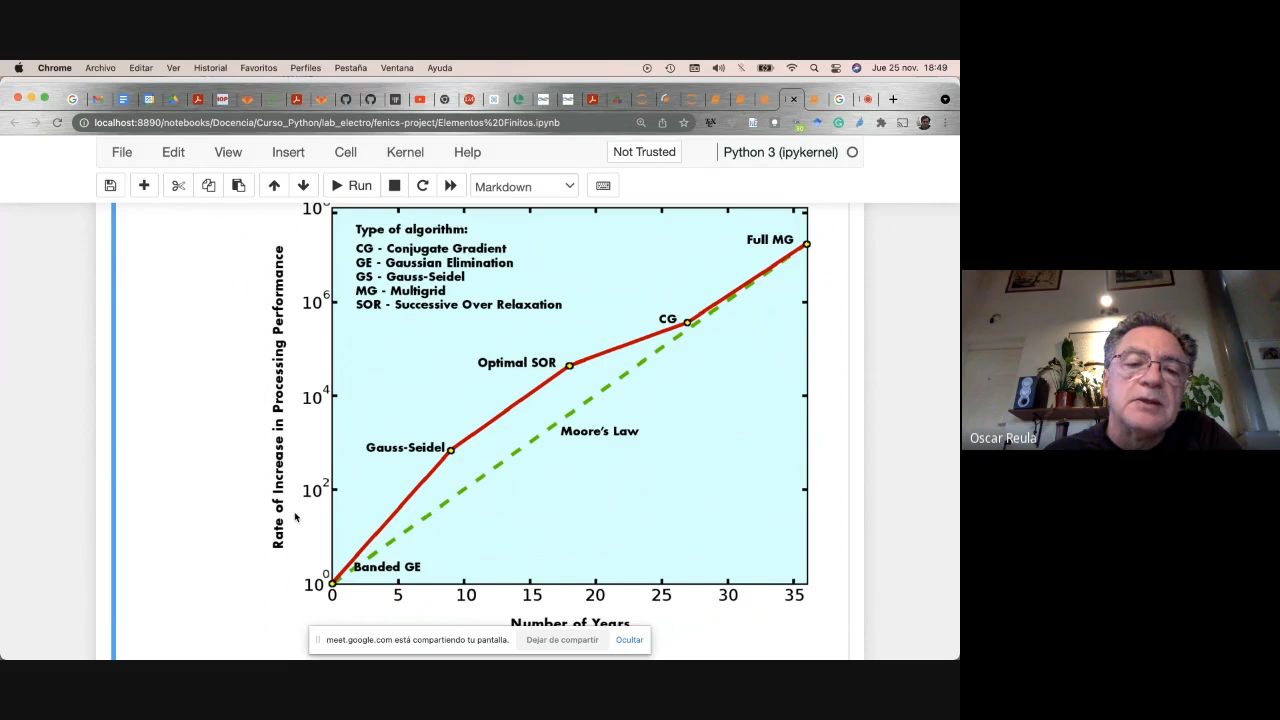 Chrome Archivo Editar Ver Historial Favoritos Perfiles Pestaña Ventana Ayuda Jue 25 nov. 18:49
localhost:8890/notebooks/Docencia/Curso_Python/lab_electro/fenics-project/Elementos%20Finitos.ipynb
File Edit View Insert Cell Kernel Help Not Trusted Python 3 (ipykernel)
Run Markdown
10
Type of algorithm:
CG - Conjugate Gradient
GE - Gaussian Elimination
GS - Gauss-Seidel
MG - Multigrid
SOR - Successive Over Relaxation
Full MG
10^6
CG
Optimal SOR
10^4
Moore's Law
Gauss-Seidel
10^2
Banded GE
10^0
0 5 10 15 20 25 30 35
Rate of Increase in Processing Performance
Number of Years
meet.google.com está compartiendo tu pantalla. Dejar de compartir Ocultar
Oscar Reula